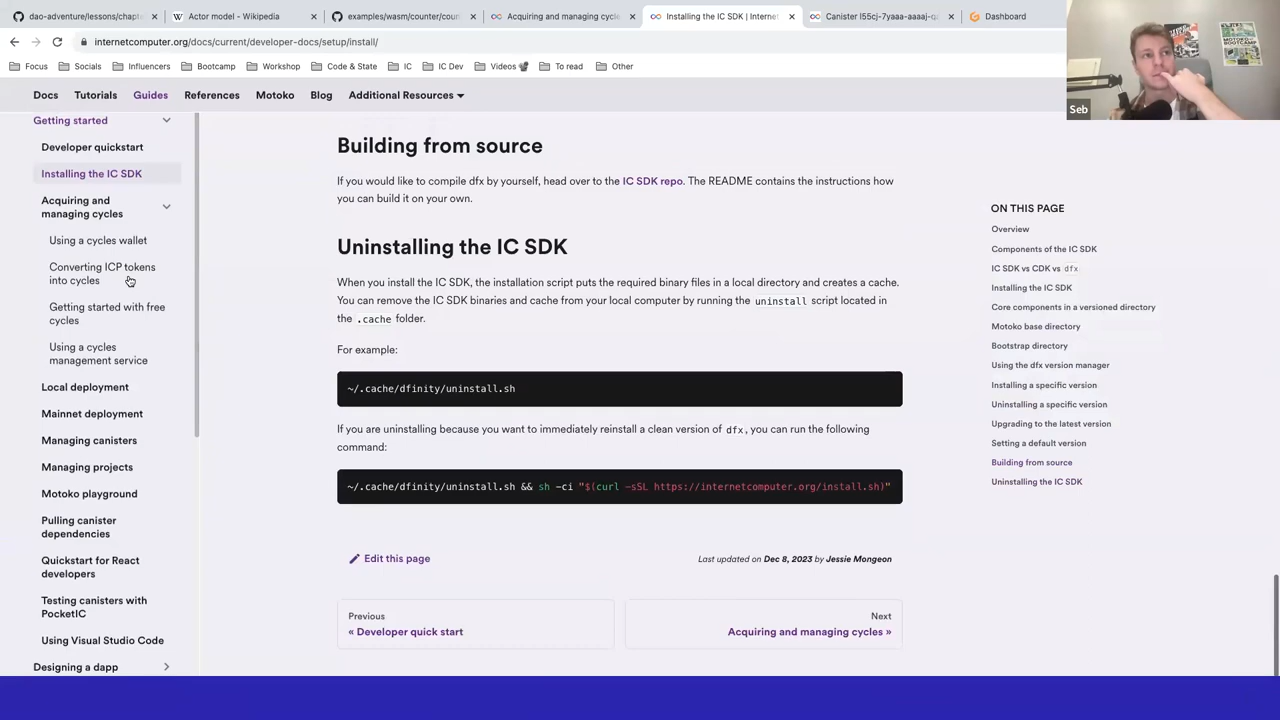 dao-adventure/lessons/chapt
Actor model - Wikipedia
examples/wasm/counter/coun
Acquiring and managing cycle
Installing the IC SDK | Internet
Canister l55cj-7yaaa-aaaaj-q
Dashboard
internetcomputer.org/docs/current/developer-docs/setup/install/
Focus
Socials
Influencers
Bootcamp
Workshop
Code & State
IC
IC Dev
Videos
To read
Other
MOTOKO
BOOTCAMP
Seb
Docs
Tutorials
Guides
References
Motoko
Blog
Additional Resources
Getting started
Developer quickstart
Installing the IC SDK
Acquiring and
managing cycles
Using a cycles wallet
Converting ICP tokens
into cycles
Getting started with free
cycles
Using a cycles
management service
Local deployment
Mainnet deployment
Managing canisters
Managing projects
Motoko playground
Pulling canister
dependencies
Quickstart for React
developers
Testing canisters with
PocketIC
Using Visual Studio Code
Designing a dapp
Building from source
If you would like to compile dfx by yourself, head over to the IC SDK repo. The README contains the instructions how
you can build it on your own.
Uninstalling the IC SDK
When you install the IC SDK, the installation script puts the required binary files in a local directory and creates a cache.
You can remove the IC SDK binaries and cache from your local computer by running the uninstall script located in
the .cache folder.
For example:
~/.cache/dfinity/uninstall.sh
If you are uninstalling because you want to immediately reinstall a clean version of dfx, you can run the following
command:
~/.cache/dfinity/uninstall.sh && sh -ci "$(curl -sSL https://internetcomputer.org/install.sh)"
Edit this page
Last updated on Dec 8, 2023 by Jessie Mongeon
Previous
« Developer quick start
Next
Acquiring and managing cycles »
ON THIS PAGE
Overview
Components of the IC SDK
IC SDK vs CDK vs dfx
Installing the IC SDK
Core components in a versioned directory
Motoko base directory
Bootstrap directory
Using the dfx version manager
Installing a specific version
Uninstalling a specific version
Upgrading to the latest version
Setting a default version
Building from source
Uninstalling the IC SDK